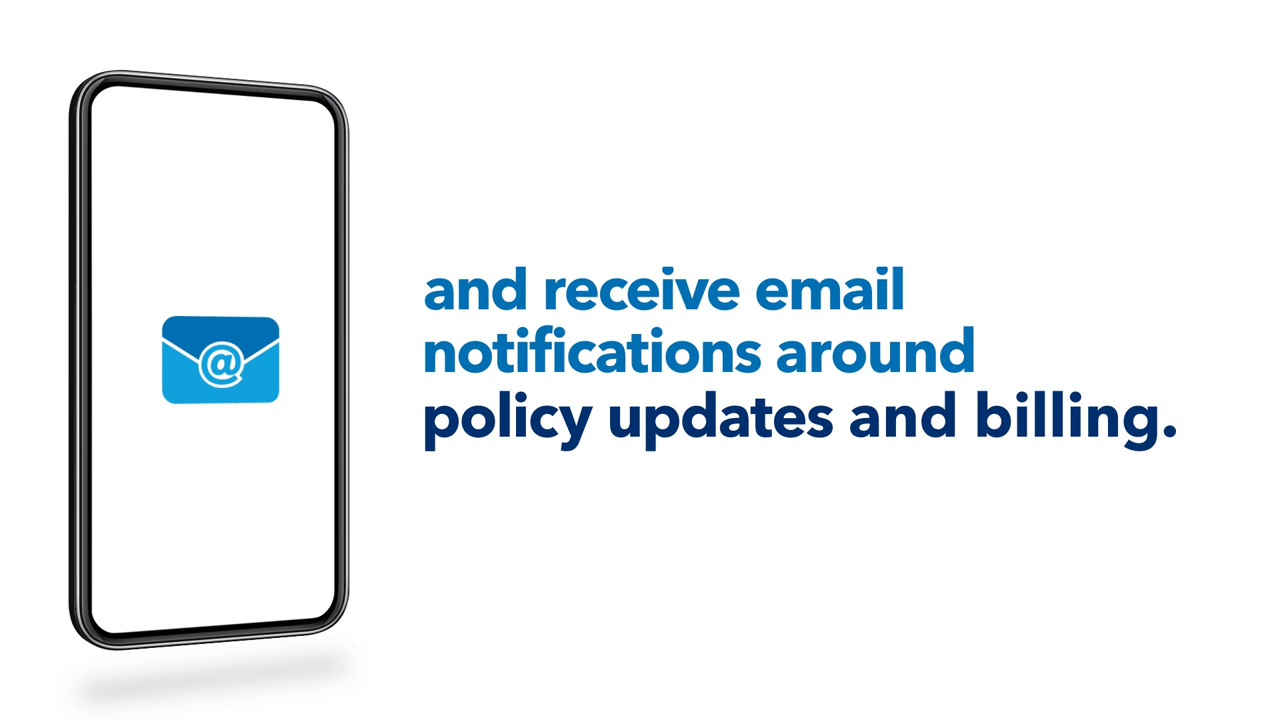 @
and receive email
notifications around
policy updates and billing.